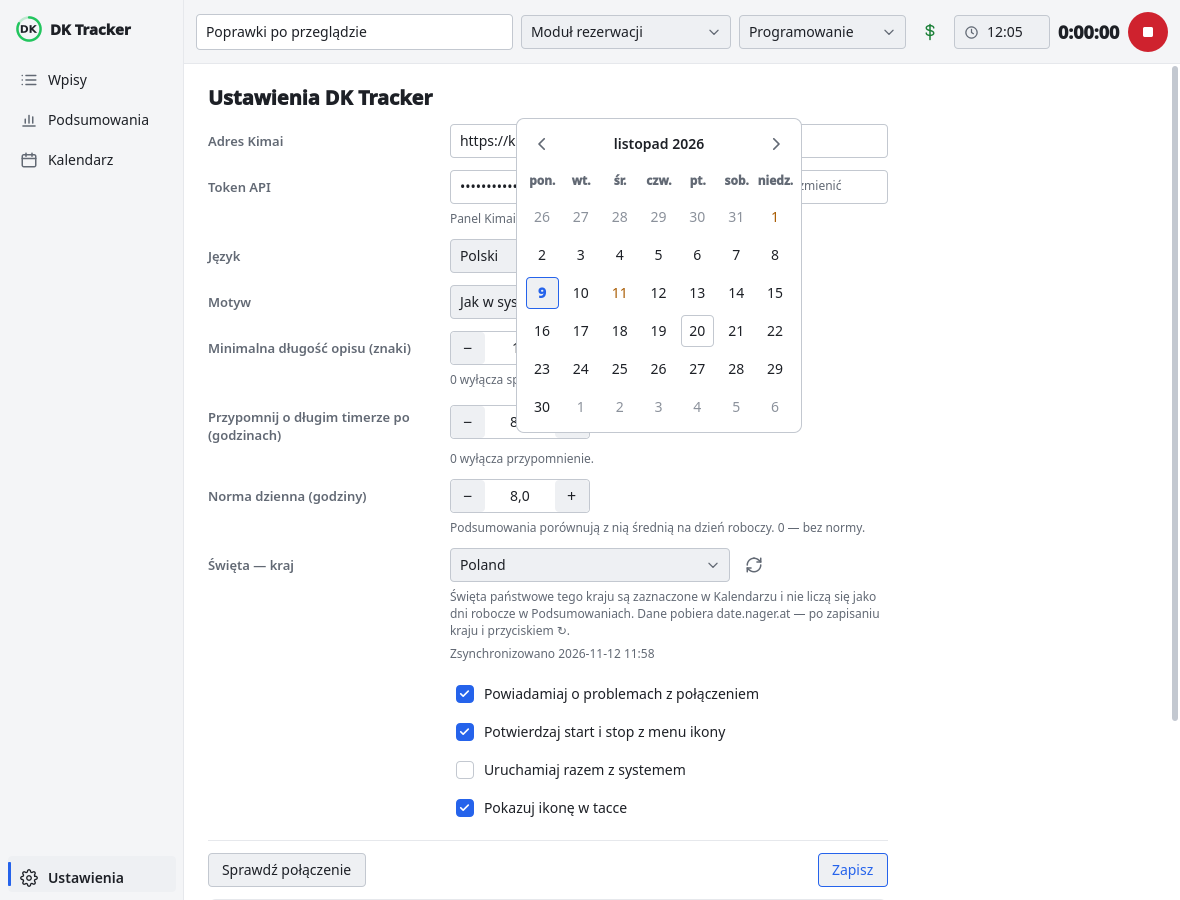 DK DK Tracker
Poprawki po przeglądzie
Moduł rezerwacji
Programowanie
$
12:05
0:00:00
Wpisy
Podsumowania
Kalendarz
Ustawienia
Ustawienia DK Tracker
Adres Kimai
https://k
Token API
zmienić
Panel Kimai
Język
Polski
Motyw
Jak w sys
Minimalna długość opisu (znaki)
−
0 wyłącza sp
Przypomnij o długim timerze po
(godzinach)
− 8
0 wyłącza przypomnienie.
Norma dzienna (godziny)
− 8,0 +
Podsumowania porównują z nią średnią na dzień roboczy. 0 — bez normy.
Święta — kraj
Poland
Święta państwowe tego kraju są zaznaczone w Kalendarzu i nie liczą się jako
dni robocze w Podsumowaniach. Dane pobiera date.nager.at — po zapisaniu
kraju i przyciskiem ↻.
Zsynchronizowano 2026-11-12 11:58
Powiadamiaj o problemach z połączeniem
Potwierdzaj start i stop z menu ikony
Uruchamiaj razem z systemem
Pokazuj ikonę w tacce
Sprawdź połączenie
Zapisz
listopad 2026
pon. wt. śr. czw. pt. sob. niedz.
26 27 28 29 30 31 1
2 3 4 5 6 7 8
9 10 11 12 13 14 15
16 17 18 19 20 21 22
23 24 25 26 27 28 29
30 1 2 3 4 5 6